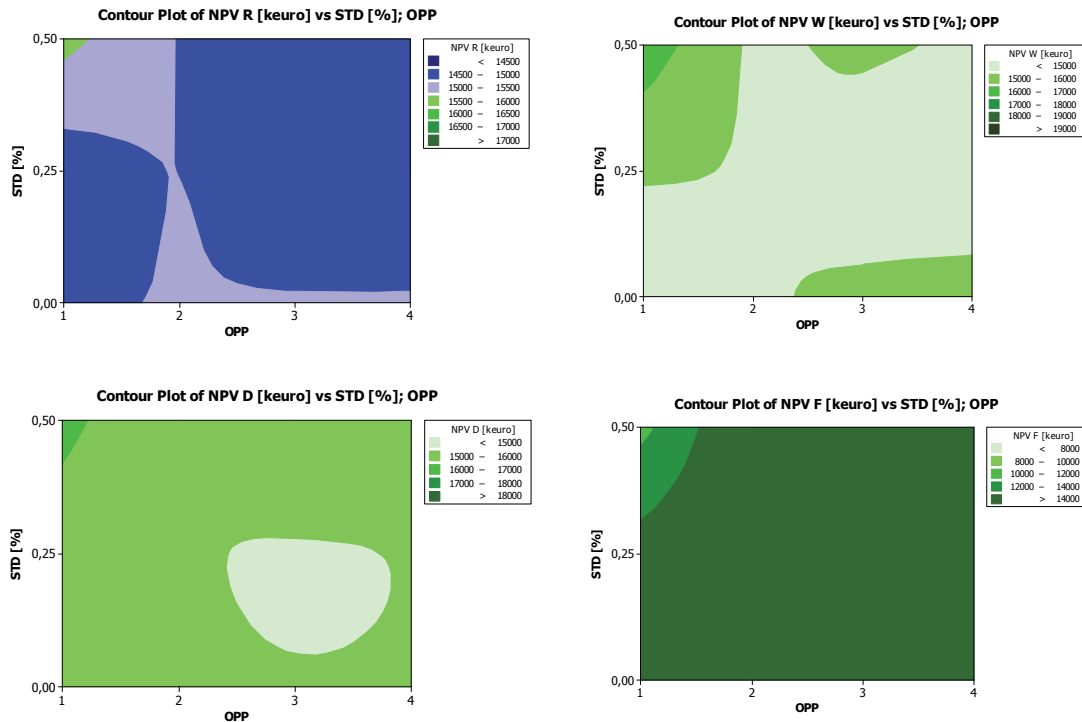 Contour Plot of NPV R [keuro] vs STD [%]; OPP
NPV R [keuro]
< 14500
14500 – 15000
15000 – 15500
15500 – 16000
16000 – 16500
16500 – 17000
> 17000
STD [%]
0,50
0,25
0,00
1 2 3 4
OPP
Contour Plot of NPV W [keuro] vs STD [%]; OPP
NPV W [keuro]
< 15000
15000 – 16000
16000 – 17000
17000 – 18000
18000 – 19000
> 19000
STD [%]
0,50
0,25
0,00
1 2 3 4
OPP
Contour Plot of NPV D [keuro] vs STD [%]; OPP
NPV D [keuro]
< 15000
15000 – 16000
16000 – 17000
17000 – 18000
> 18000
STD [%]
0,50
0,25
0,00
1 2 3 4
OPP
Contour Plot of NPV F [keuro] vs STD [%]; OPP
NPV F [keuro]
< 8000
8000 – 10000
10000 – 12000
12000 – 14000
> 14000
STD [%]
0,50
0,25
0,00
1 2 3 4
OPP